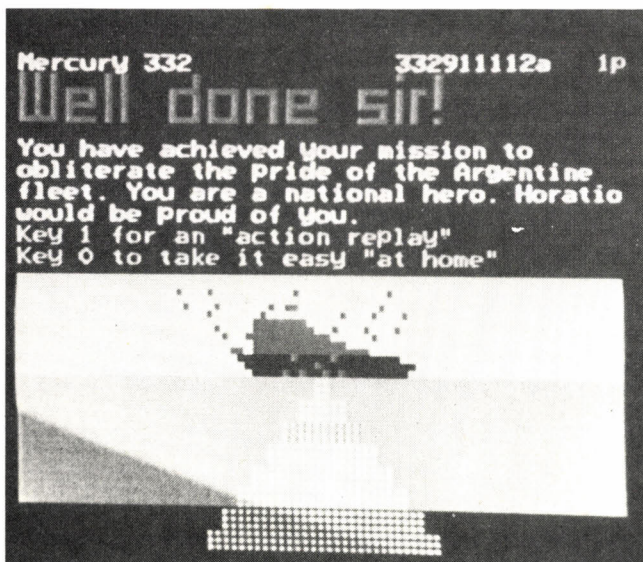 Mercury 332 332911112a 1p
Well done sir!
You have achieved your mission to
obliterate the pride of the Argentine
fleet. You are a national hero. Horatio
would be proud of you.
Key 1 for an "action replay"
Key 0 to take it easy "at home"